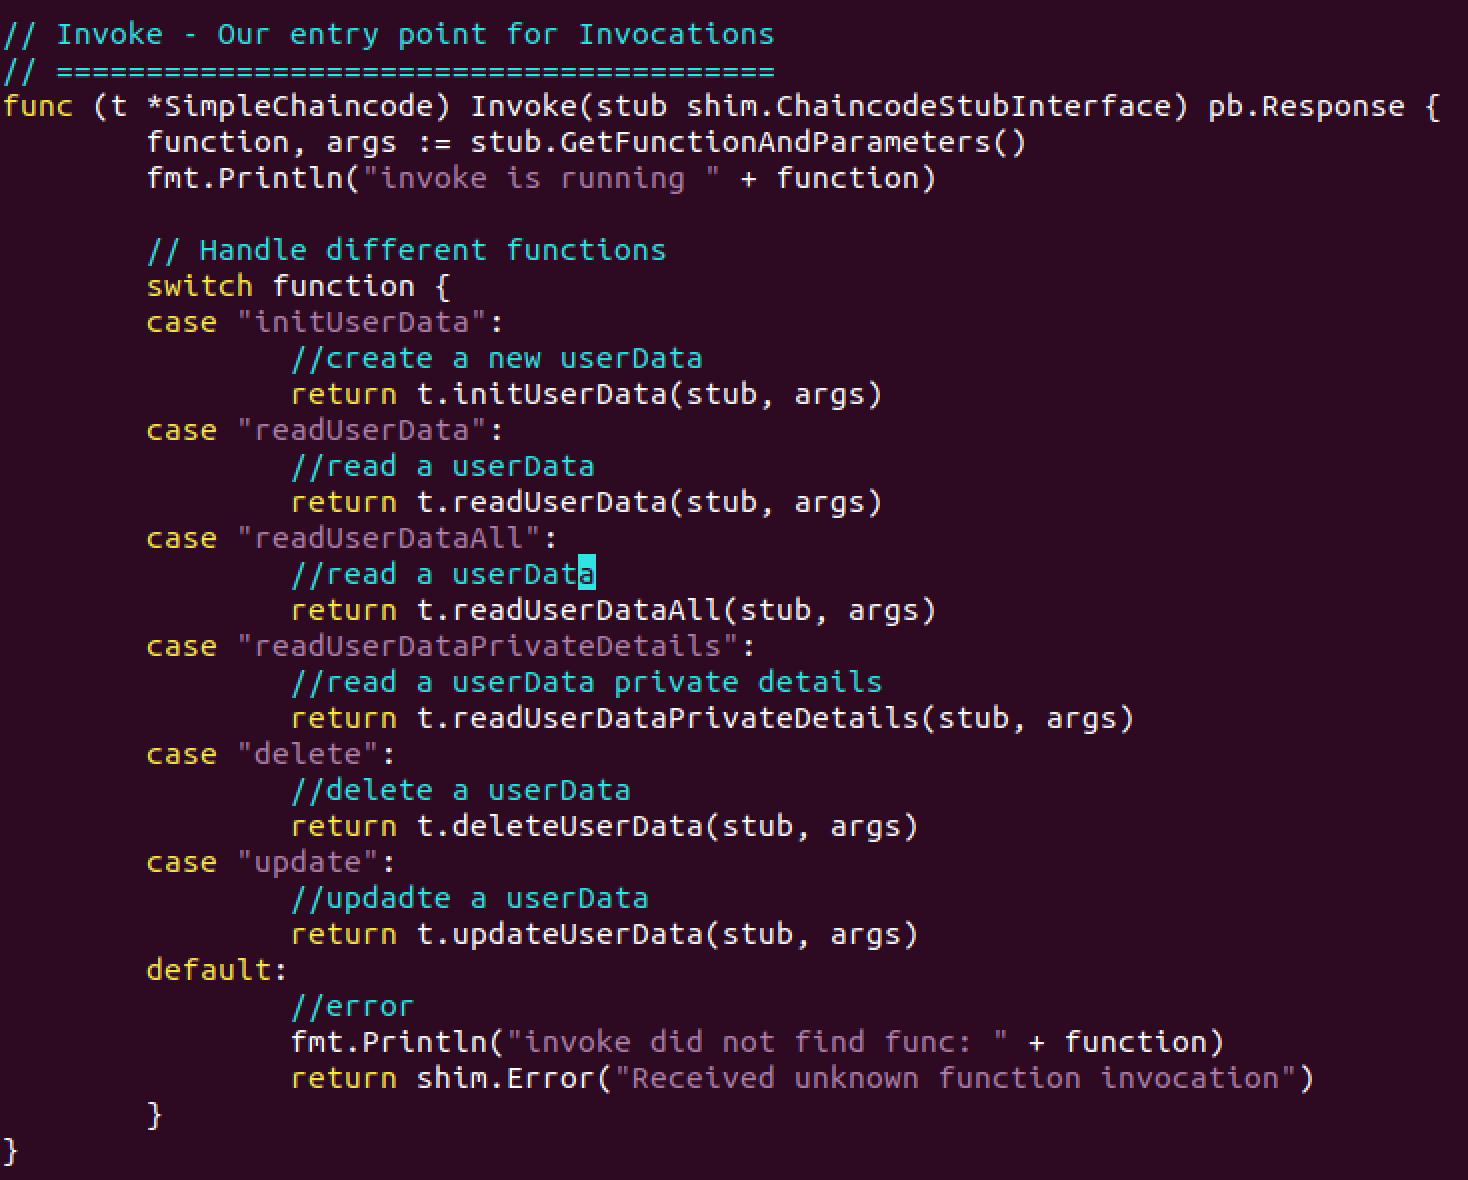 // Invoke - Our entry point for Invocations
// ========================================
func (t *SimpleChaincode) Invoke(stub shim.ChaincodeStubInterface) pb.Response {
        function, args := stub.GetFunctionAndParameters()
        fmt.Println("invoke is running " + function)

        // Handle different functions
        switch function {
        case "initUserData":
                //create a new userData
                return t.initUserData(stub, args)
        case "readUserData":
                //read a userData
                return t.readUserData(stub, args)
        case "readUserDataAll":
                //read a userData
                return t.readUserDataAll(stub, args)
        case "readUserDataPrivateDetails":
                //read a userData private details
                return t.readUserDataPrivateDetails(stub, args)
        case "delete":
                //delete a userData
                return t.deleteUserData(stub, args)
        case "update":
                //updadte a userData
                return t.updateUserData(stub, args)
        default:
                //error
                fmt.Println("invoke did not find func: " + function)
                return shim.Error("Received unknown function invocation")
        }
}